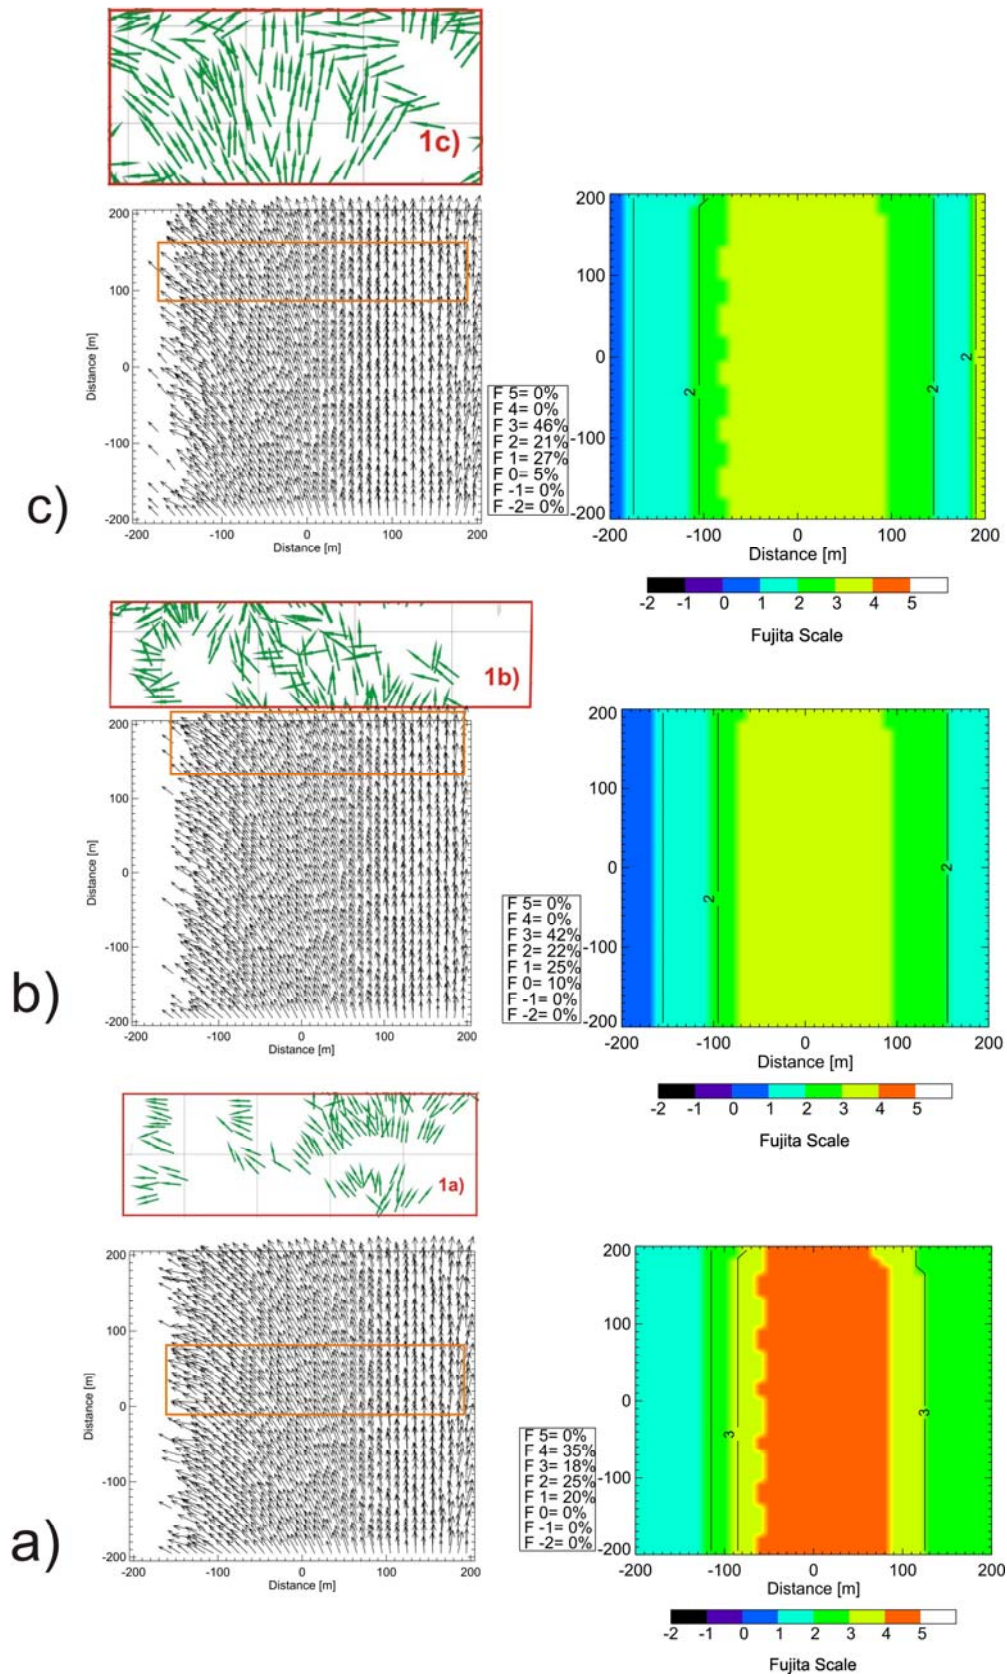 1c)
200
100
0
-100
-200
Distance [m]
-200 -100 0 100 200
Distance [m]
c)
F 5= 0%
F 4= 0%
F 3= 46%
F 2= 21%
F 1= 27%
F 0= 5%
F -1= 0%
F -2= 0%
200
100
0
-100
-200
2
2
2
-200 -100 0 100 200
Distance [m]
-2 -1 0 1 2 3 4 5
Fujita Scale
1b)
200
100
0
-100
-200
Distance [m]
-200 -100 0 100 200
Distance [m]
b)
F 5= 0%
F 4= 0%
F 3= 42%
F 2= 22%
F 1= 25%
F 0= 10%
F -1= 0%
F -2= 0%
200
100
0
-100
-200
2
2
-200 -100 0 100 200
Distance [m]
-2 -1 0 1 2 3 4 5
Fujita Scale
1a)
200
100
0
-100
-200
Distance [m]
-200 -100 0 100 200
Distance [m]
a)
F 5= 0%
F 4= 35%
F 3= 18%
F 2= 25%
F 1= 20%
F 0= 0%
F -1= 0%
F -2= 0%
200
100
0
-100
-200
3
3
-200 -100 0 100 200
Distance [m]
-2 -1 0 1 2 3 4 5
Fujita Scale